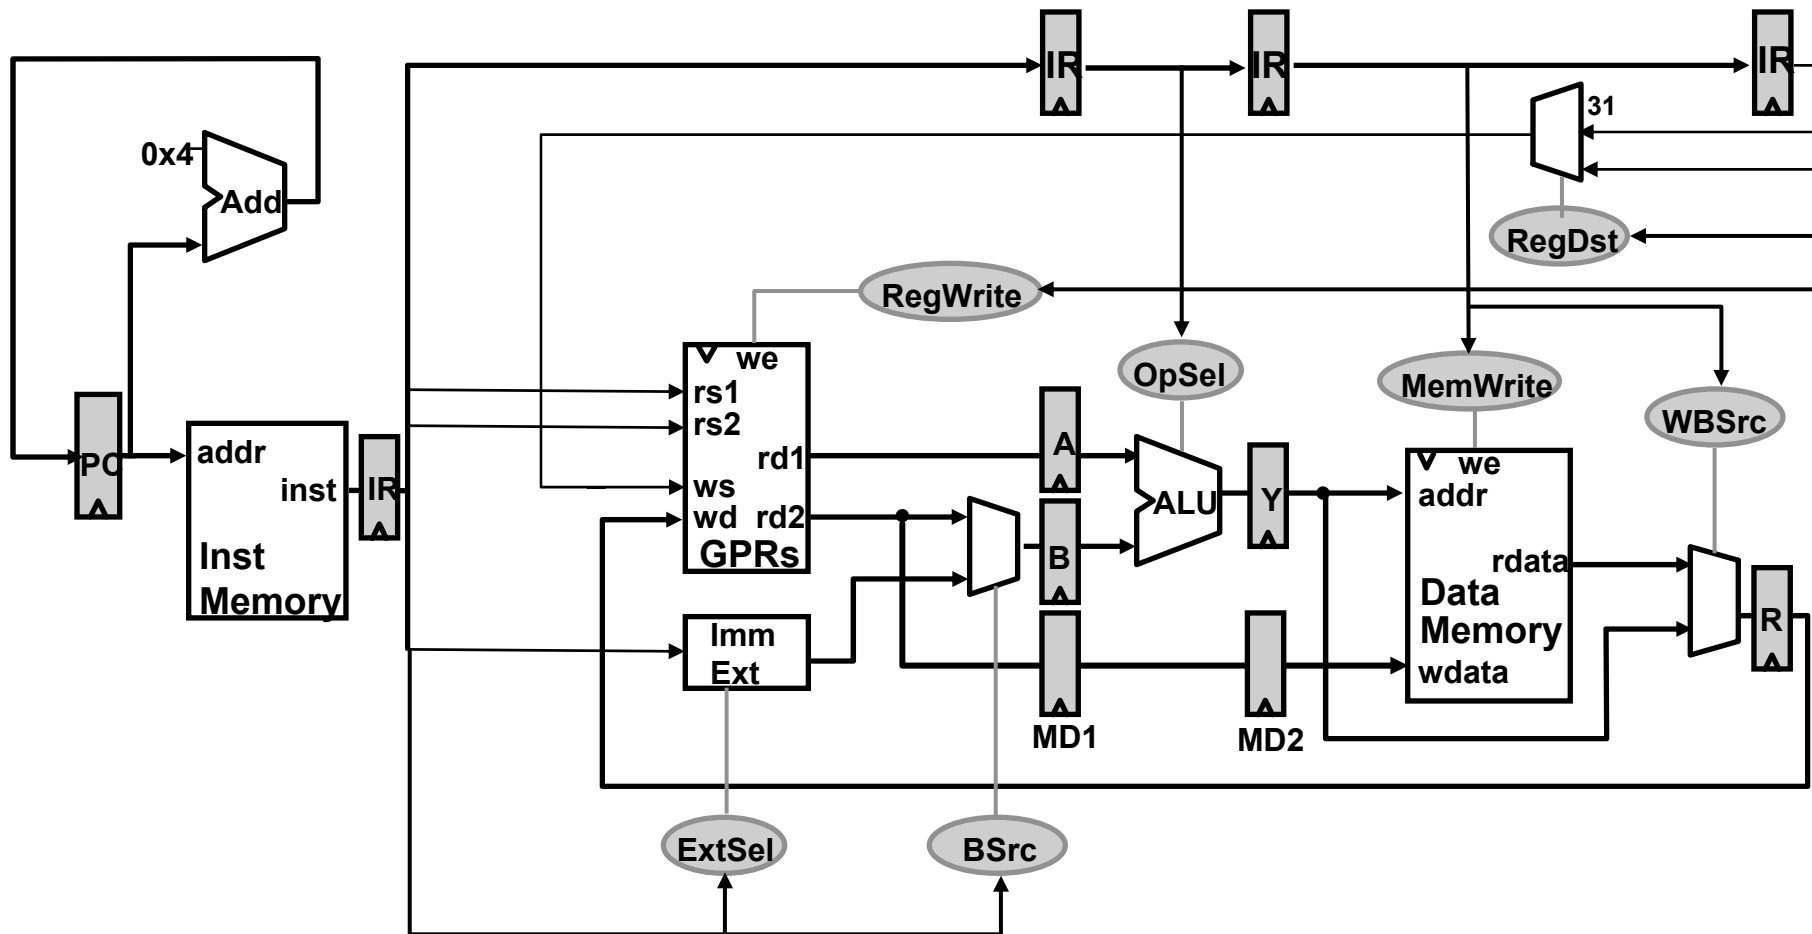 IR
IR
IR
31
0x4
Add
RegDst
RegWrite
we
OpSel
MemWrite
rs1
rs2
WBSrc
PC
addr
inst
IR
rd1
A
ws
wd
rd2
GPRs
ALU
Y
we
addr
Inst
Memory
B
rdata
Data
Memory
wdata
R
Imm
Ext
MD1
MD2
ExtSel
BSrc